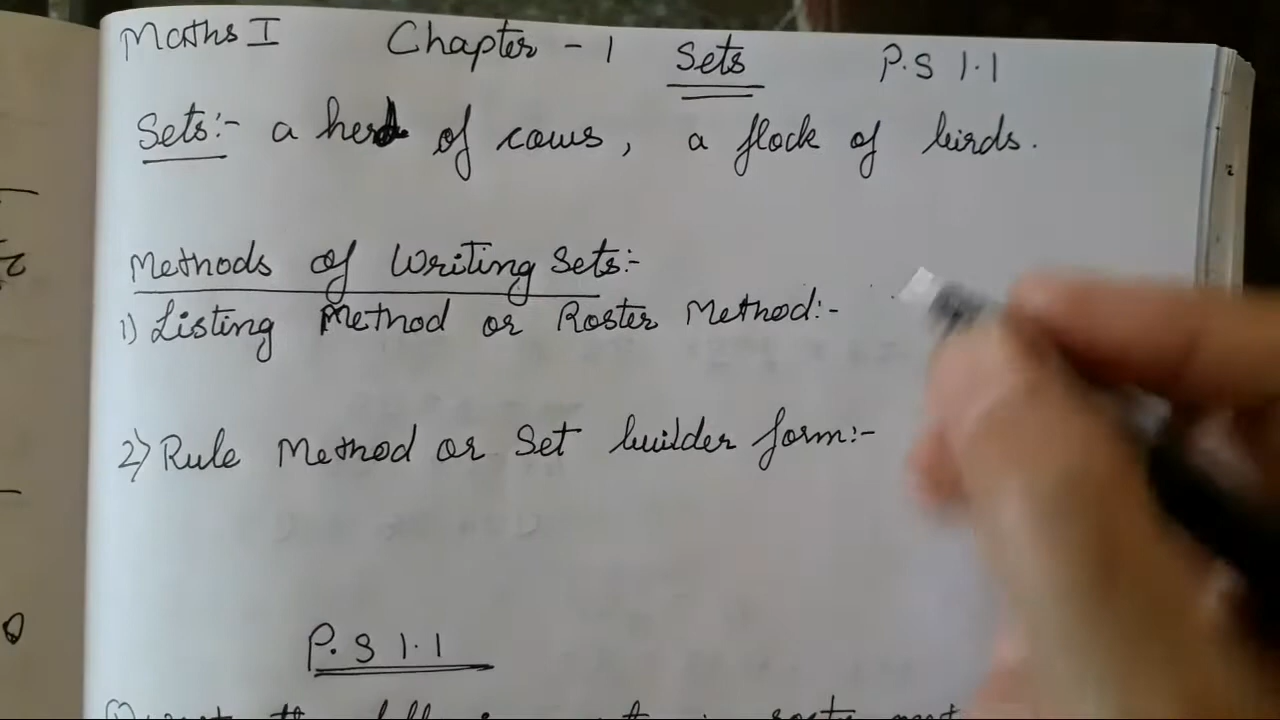 Maths I Chapter - 1 Sets P.S 1.1
Sets:- a herd of cows, a flock of birds.
Methods of Writing Sets:-
1) Listing Method or Roster Method:-
2) Rule Method or Set builder form:-
P.S 1.1